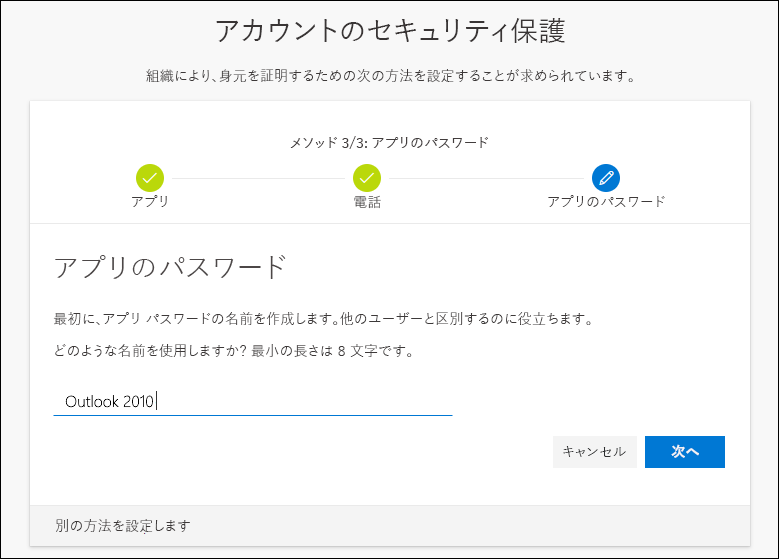 アカウントのセキュリティ保護
組織により、身元を証明するための次の方法を設定することが求められています。
メソッド 3/3: アプリのパスワード
アプリ
電話
アプリのパスワード
アプリのパスワード
最初に、アプリ パスワードの名前を作成します。他のユーザーと区別するのに役立ちます。
どのような名前を使用しますか? 最小の長さは 8 文字です。
Outlook 2010
キャンセル
次へ
別の方法を設定します